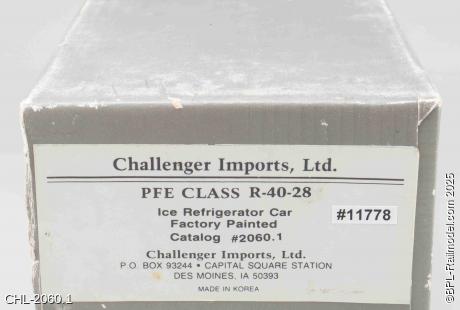 Challenger Imports, Ltd.
PFE CLASS R-40-28
Ice Refrigerator Car
Factory Painted
Catalog #2060.1
#11778
Challenger Imports, Ltd.
P.O. BOX 93244 • CAPITAL SQUARE STATION
DES MOINES, IA 50393
MADE IN KOREA
CHL-2060.1
©BPL-Railmodel.com 2025